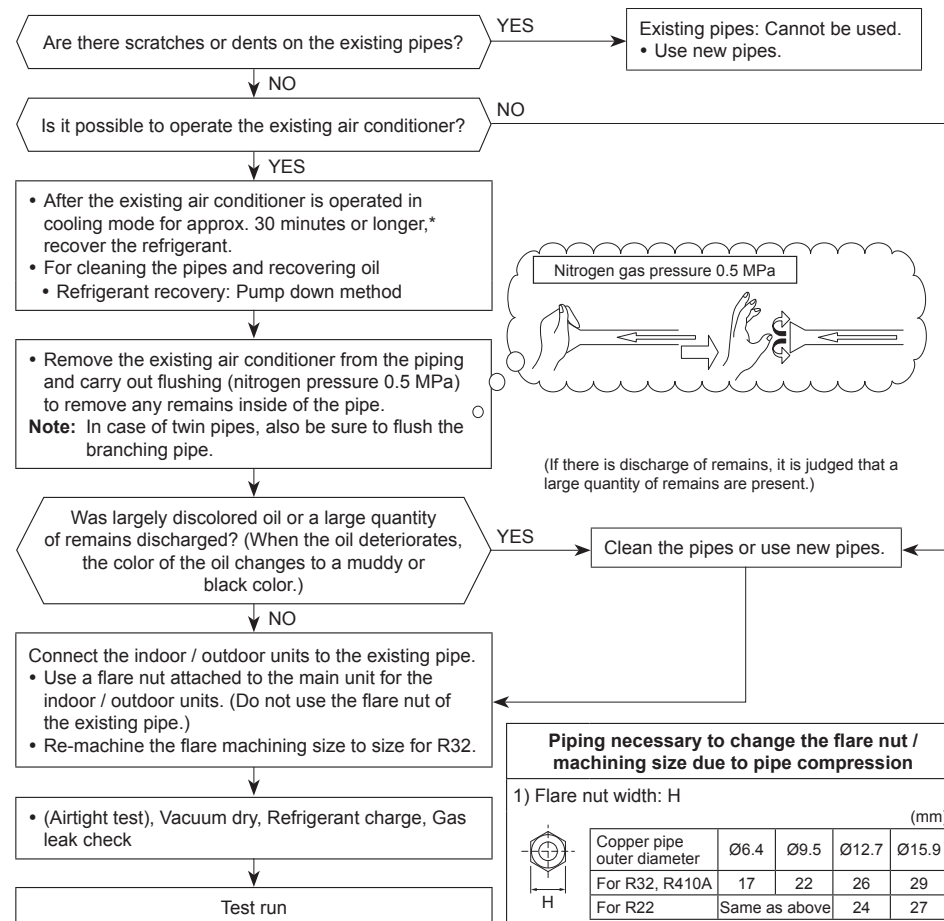 Are there scratches or dents on the existing pipes?
YES
Existing pipes: Cannot be used.
• Use new pipes.
NO
Is it possible to operate the existing air conditioner?
NO
YES
• After the existing air conditioner is operated in
cooling mode for approx. 30 minutes or longer,*
recover the refrigerant.
• For cleaning the pipes and recovering oil
• Refrigerant recovery: Pump down method
Nitrogen gas pressure 0.5 MPa
• Remove the existing air conditioner from the piping
and carry out flushing (nitrogen pressure 0.5 MPa)
to remove any remains inside of the pipe.
Note: In case of twin pipes, also be sure to flush the
branching pipe.
(If there is discharge of remains, it is judged that a
large quantity of remains are present.)
Was largely discolored oil or a large quantity
of remains discharged? (When the oil deteriorates,
the color of the oil changes to a muddy or
black color.)
YES
Clean the pipes or use new pipes.
NO
Connect the indoor / outdoor units to the existing pipe.
• Use a flare nut attached to the main unit for the
indoor / outdoor units. (Do not use the flare nut of
the existing pipe.)
• Re-machine the flare machining size to size for R32.
• (Airtight test), Vacuum dry, Refrigerant charge, Gas
leak check
Test run
Piping necessary to change the flare nut /
machining size due to pipe compression
1) Flare nut width: H
(mm)
H
Copper pipe
outer diameter Ø6.4 Ø9.5 Ø12.7 Ø15.9
For R32, R410A 17 22 26 29
For R22 Same as above 24 27